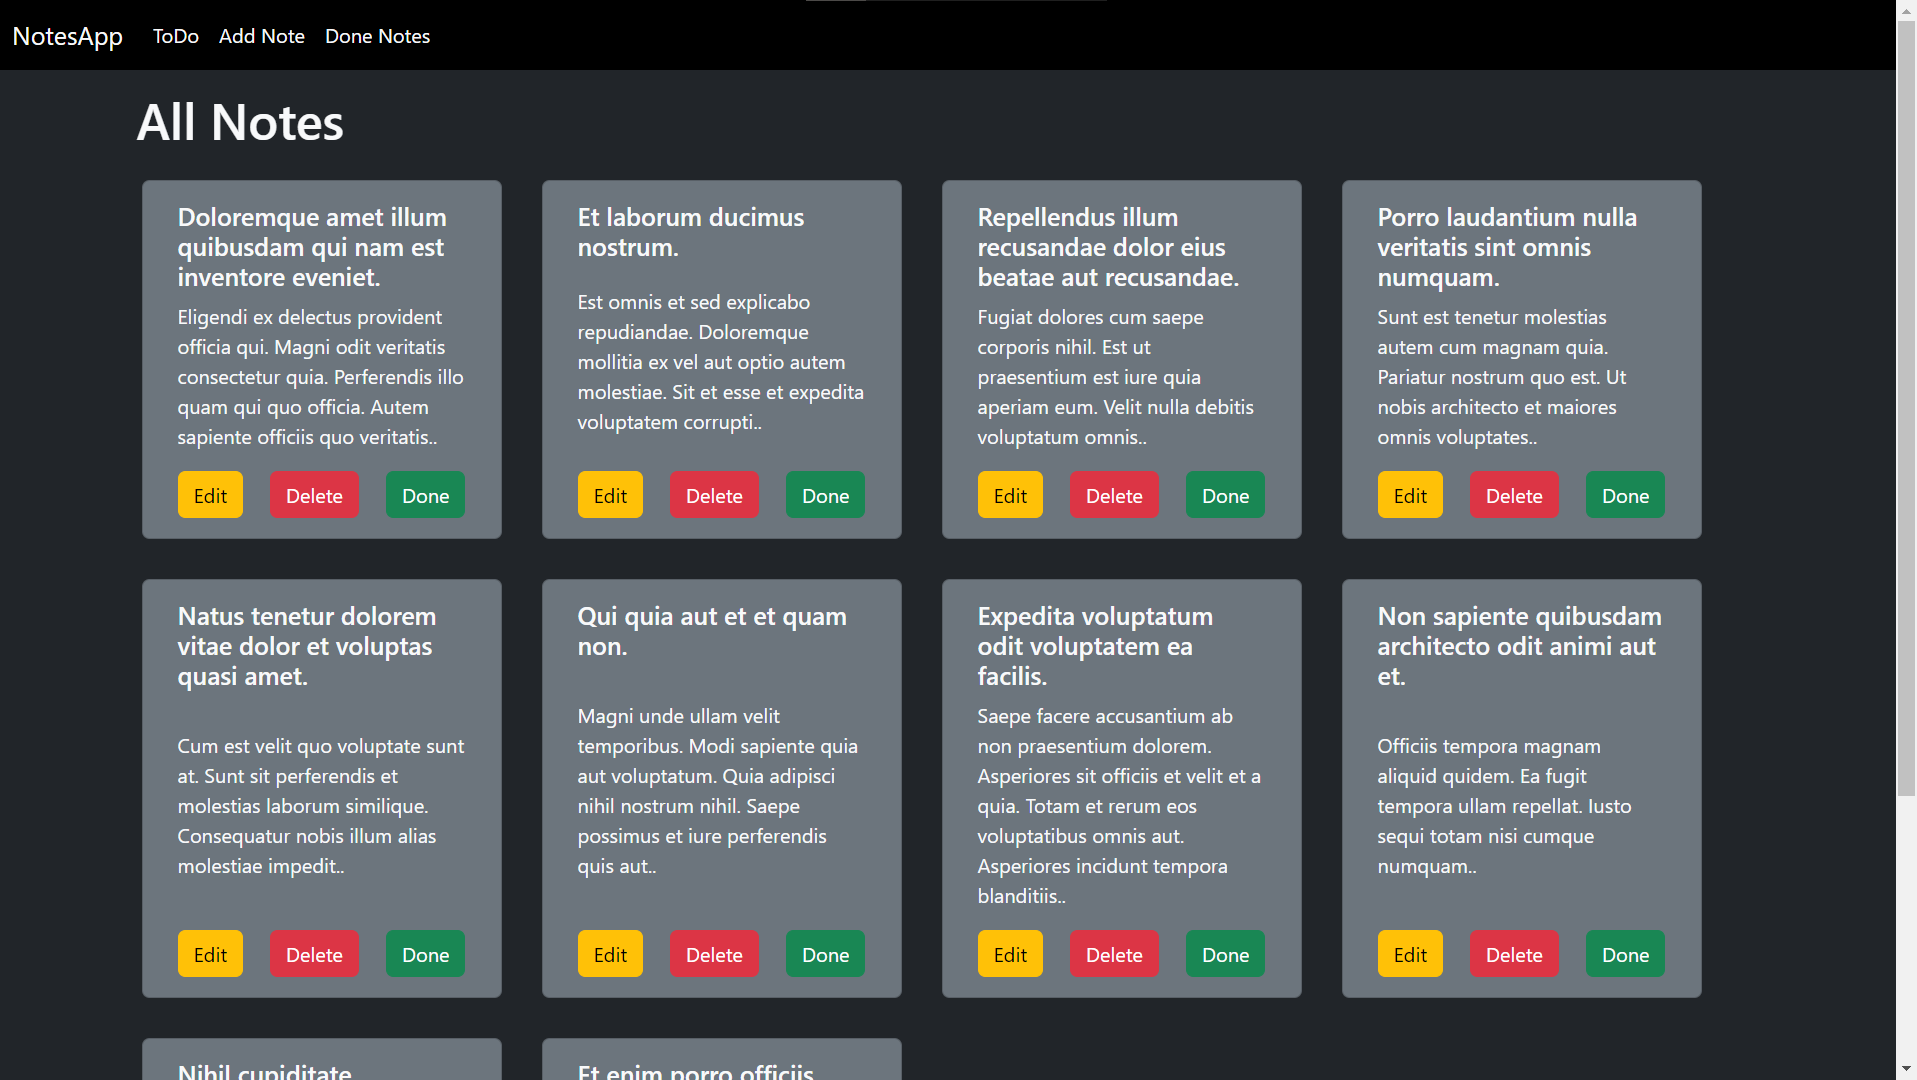 NotesApp ToDo Add Note Done Notes
All Notes
Doloremque amet illum
quibusdam qui nam est
inventore eveniet.
Eligendi ex delectus provident
officia qui. Magni odit veritatis
consectetur quia. Perferendis illo
quam qui quo officia. Autem
sapiente officiis quo veritatis..
Edit Delete Done
Et laborum ducimus
nostrum.
Est omnis et sed explicabo
repudiandae. Doloremque
mollitia ex vel aut optio autem
molestiae. Sit et esse et expedita
voluptatem corrupti..
Edit Delete Done
Repellendus illum
recusandae dolor eius
beatae aut recusandae.
Fugiat dolores cum saepe
corporis nihil. Est ut
praesentium est iure quia
aperiam eum. Velit nulla debitis
voluptatum omnis..
Edit Delete Done
Porro laudantium nulla
veritatis sint omnis
numquam.
Sunt est tenetur molestias
autem cum magnam quia.
Pariatur nostrum quo est. Ut
nobis architecto et maiores
omnis voluptates..
Edit Delete Done
Natus tenetur dolorem
vitae dolor et voluptas
quasi amet.
Cum est velit quo voluptate sunt
at. Sunt sit perferendis et
molestias laborum similique.
Consequatur nobis illum alias
molestiae impedit..
Edit Delete Done
Qui quia aut et et quam
non.
Magni unde ullam velit
temporibus. Modi sapiente quia
aut voluptatum. Quia adipisci
nihil nostrum nihil. Saepe
possimus et iure perferendis
quis aut..
Edit Delete Done
Expedita voluptatum
odit voluptatem ea
facilis.
Saepe facere accusantium ab
non praesentium dolorem.
Asperiores sit officiis et velit et a
quia. Totam et rerum eos
voluptatibus omnis aut.
Asperiores incidunt tempora
blanditiis..
Edit Delete Done
Non sapiente quibusdam
architecto odit animi aut
et.
Officiis tempora magnam
aliquid quidem. Ea fugit
tempora ullam repellat. Iusto
sequi totam nisi cumque
numquam..
Edit Delete Done
Nihil cupiditate
Et enim porro officiis